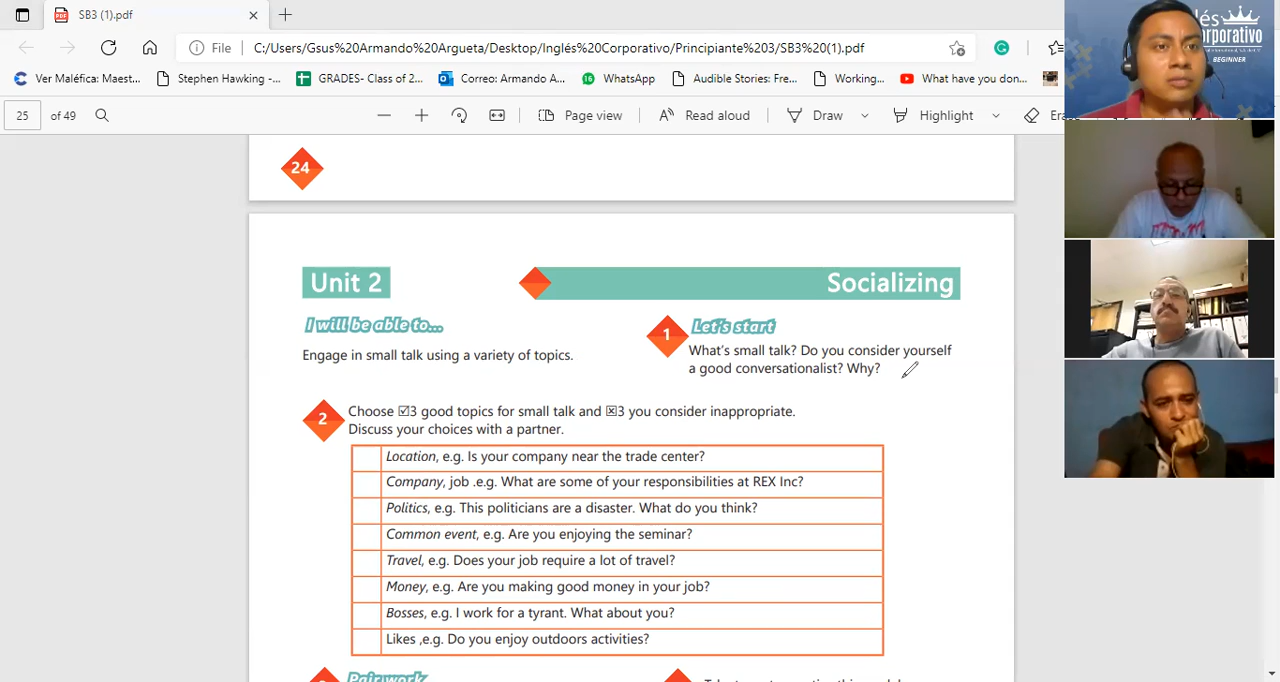 SB3 (1).pdf
File
C:/Users/Gsus%20Armando%20Argueta/Desktop/Inglés%20Corporativo/Principiante%203/SB3%20(1).pdf
Ver Maléfica: Maest...
Stephen Hawking -...
GRADES- Class of 2...
Correo: Armando A...
16
WhatsApp
Audible Stories: Fre...
Working...
What have you don...
25 of 49
Page view
Read aloud
Draw
Highlight
Era
24
Unit 2
Socializing
I will be able to...
Engage in small talk using a variety of topics.
1
Let's start
What's small talk? Do you consider yourself
a good conversationalist? Why?
2
Choose ☑3 good topics for small talk and ☒3 you consider inappropriate.
Discuss your choices with a partner.
Location, e.g. Is your company near the trade center?
Company, job .e.g. What are some of your responsibilities at REX Inc?
Politics, e.g. This politicians are a disaster. What do you think?
Common event, e.g. Are you enjoying the seminar?
Travel, e.g. Does your job require a lot of travel?
Money, e.g. Are you making good money in your job?
Bosses, e.g. I work for a tyrant. What about you?
Likes ,e.g. Do you enjoy outdoors activities?
Pair work
glés
orporativo
BEGINNER